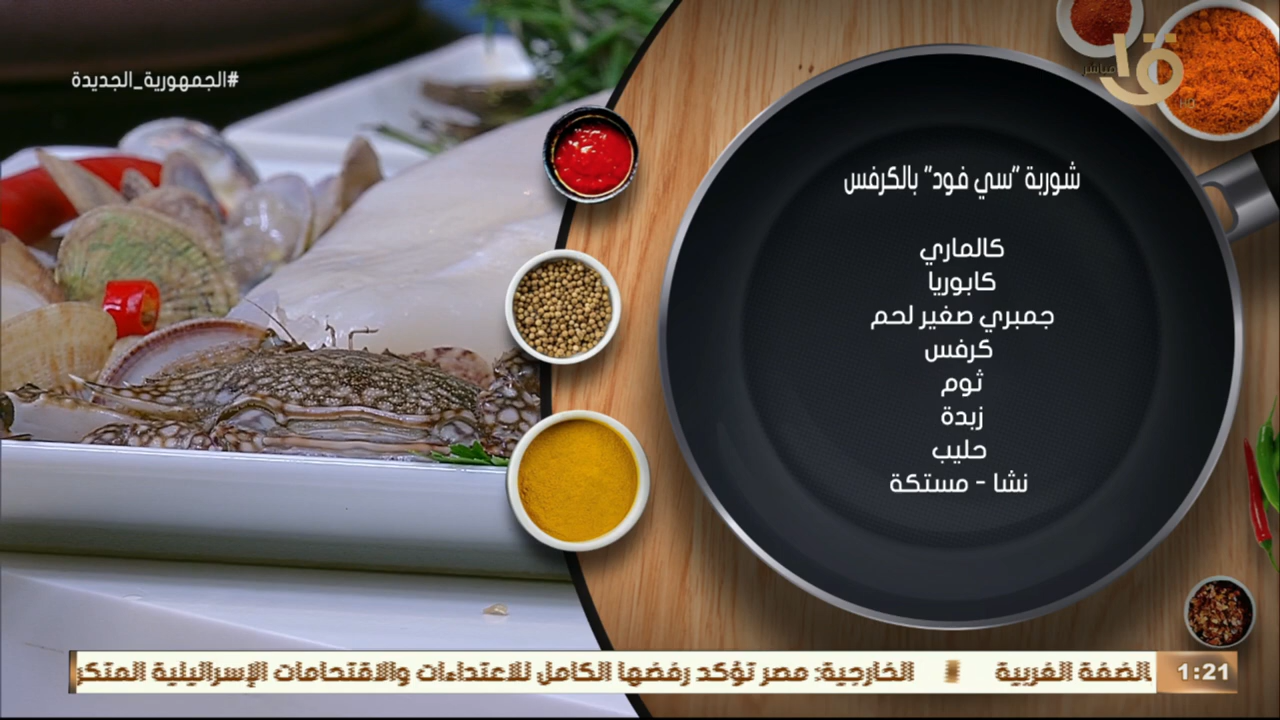 #الجمهورية_الجديدة
مباشر
شوربة "سي فود" بالكرفس
كالماري
كابوريا
جمبري صغير لحم
كرفس
ثوم
زبدة
حليب
نشا - مستكة
1:21
الضفة الغربية
الخارجية: مصر تؤكد رفضها الكامل للاعتداءات والاقتحامات الإسرائيلية المتكر